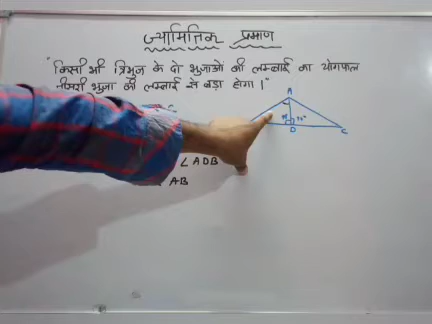 ज्यामितिक प्रमाण
"किसी भी त्रिभुज के दो भुजाओं की लम्बाई का योगफल
तीसरी भुजा की लम्बाई से बड़ा होगा।"
A
D
C
∠ADB
AB